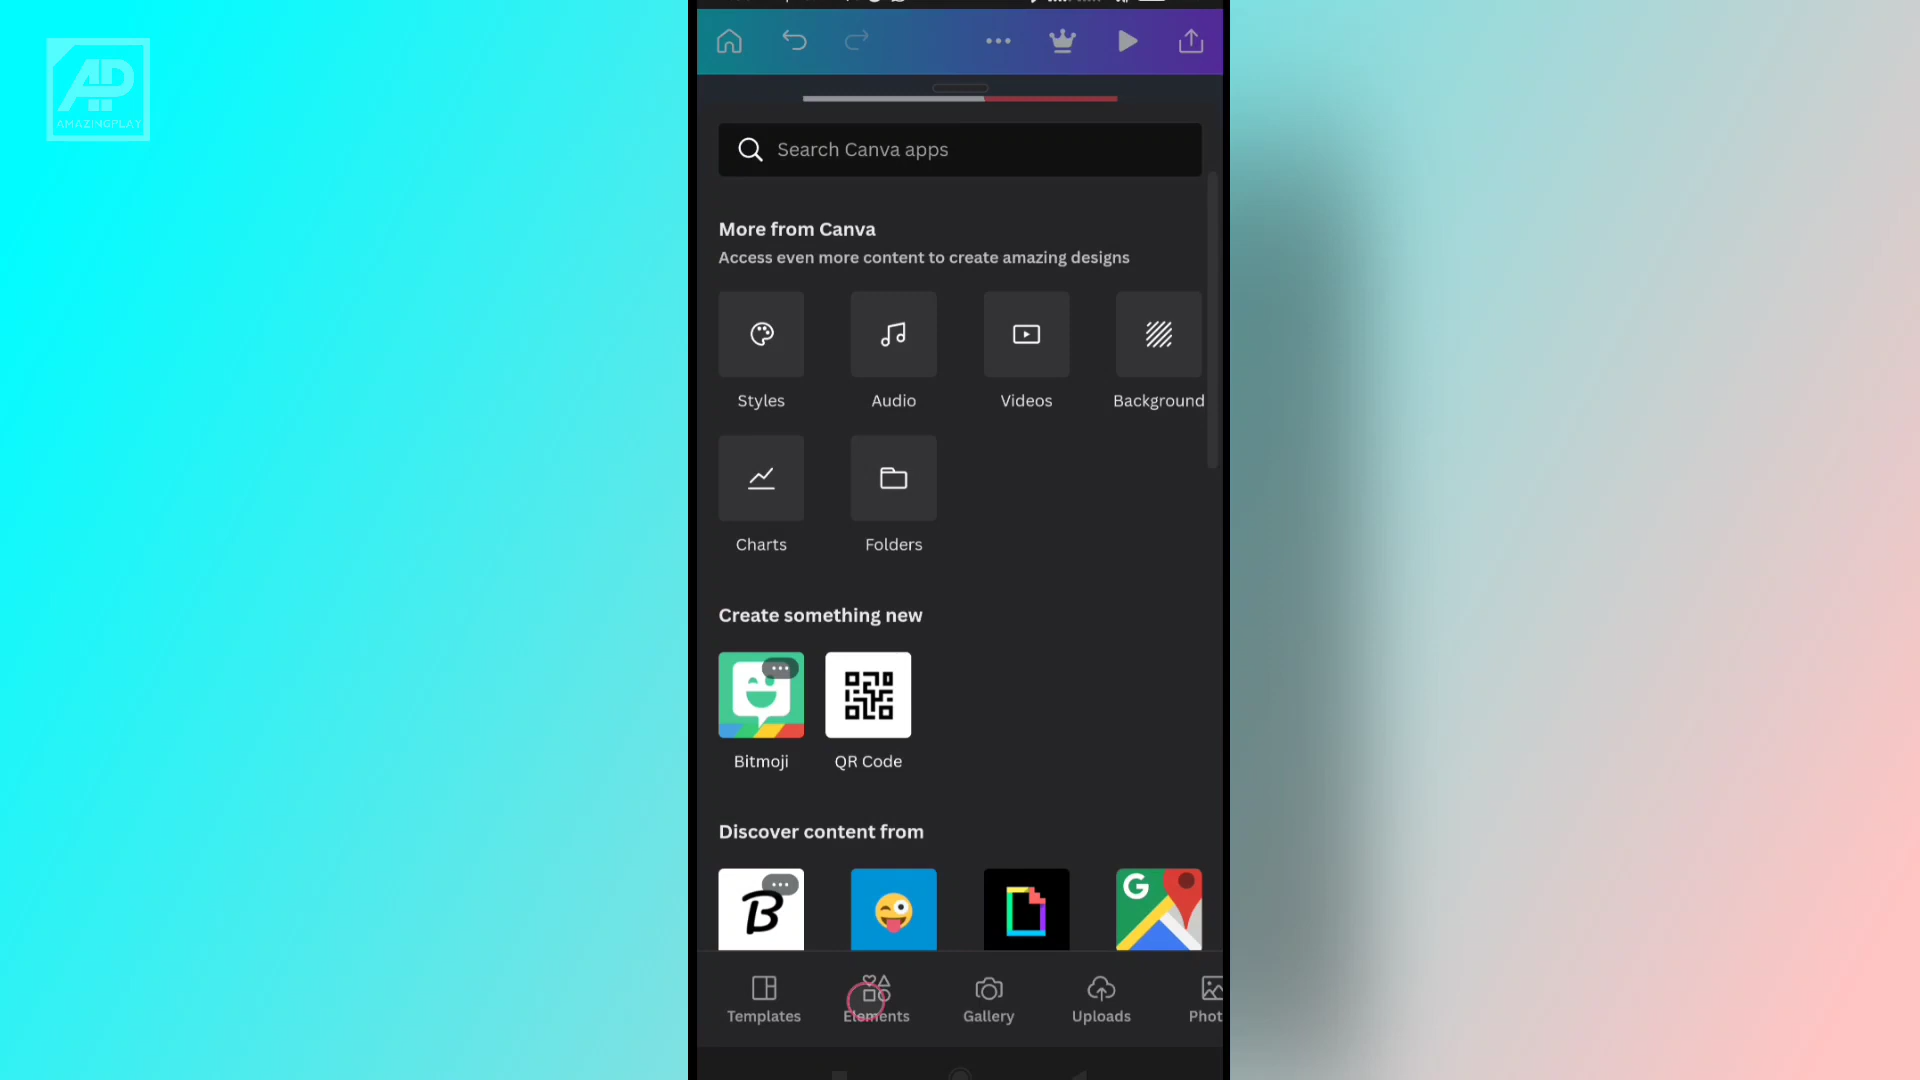 AMAZINGPLAY
Search Canva apps
More from Canva
Access even more content to create amazing designs
Styles
Audio
Videos
Background
Charts
Folders
Create something new
Bitmoji
QR Code
Discover content from
B
G
Templates
Elements
Gallery
Uploads
Phot